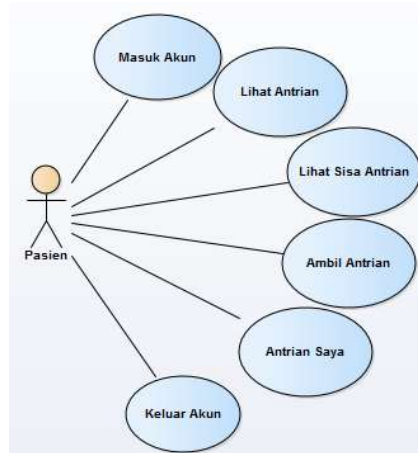 Masuk Akun
Lihat Antrian
Lihat Sisa Antrian
Pasien
Ambil Antrian
Antrian Saya
Keluar Akun